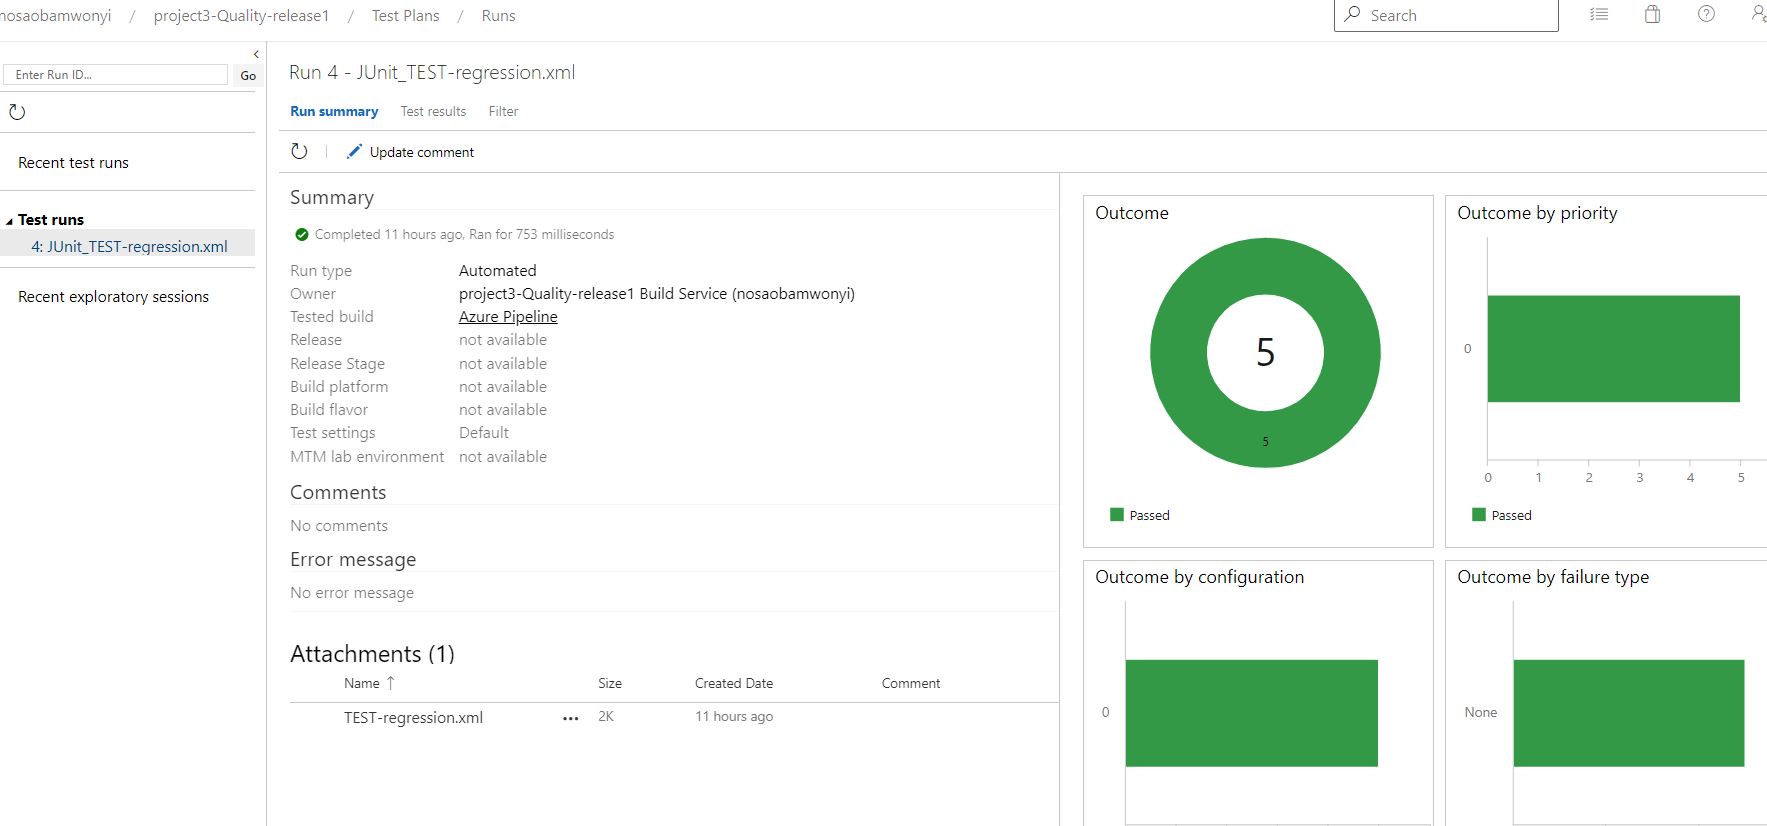 nosaobamwonyi / project3-Quality-release1 / Test Plans / Runs
Search
Enter Run ID...
Go
Recent test runs
Test runs
4: JUnit_TEST-regression.xml
Recent exploratory sessions
Run 4 - JUnit_TEST-regression.xml
Run summary Test results Filter
Update comment
Summary
Completed 11 hours ago, Ran for 753 milliseconds
Run type Automated
Owner project3-Quality-release1 Build Service (nosaobamwonyi)
Tested build Azure Pipeline
Release not available
Release Stage not available
Build platform not available
Build flavor not available
Test settings Default
MTM lab environment not available
Comments
No comments
Error message
No error message
Attachments (1)
Name ↑ Size Created Date Comment
TEST-regression.xml ... 2K 11 hours ago
Outcome
5
5
Passed
Outcome by priority
0
0 1 2 3 4 5
Passed
Outcome by configuration
0
Outcome by failure type
None